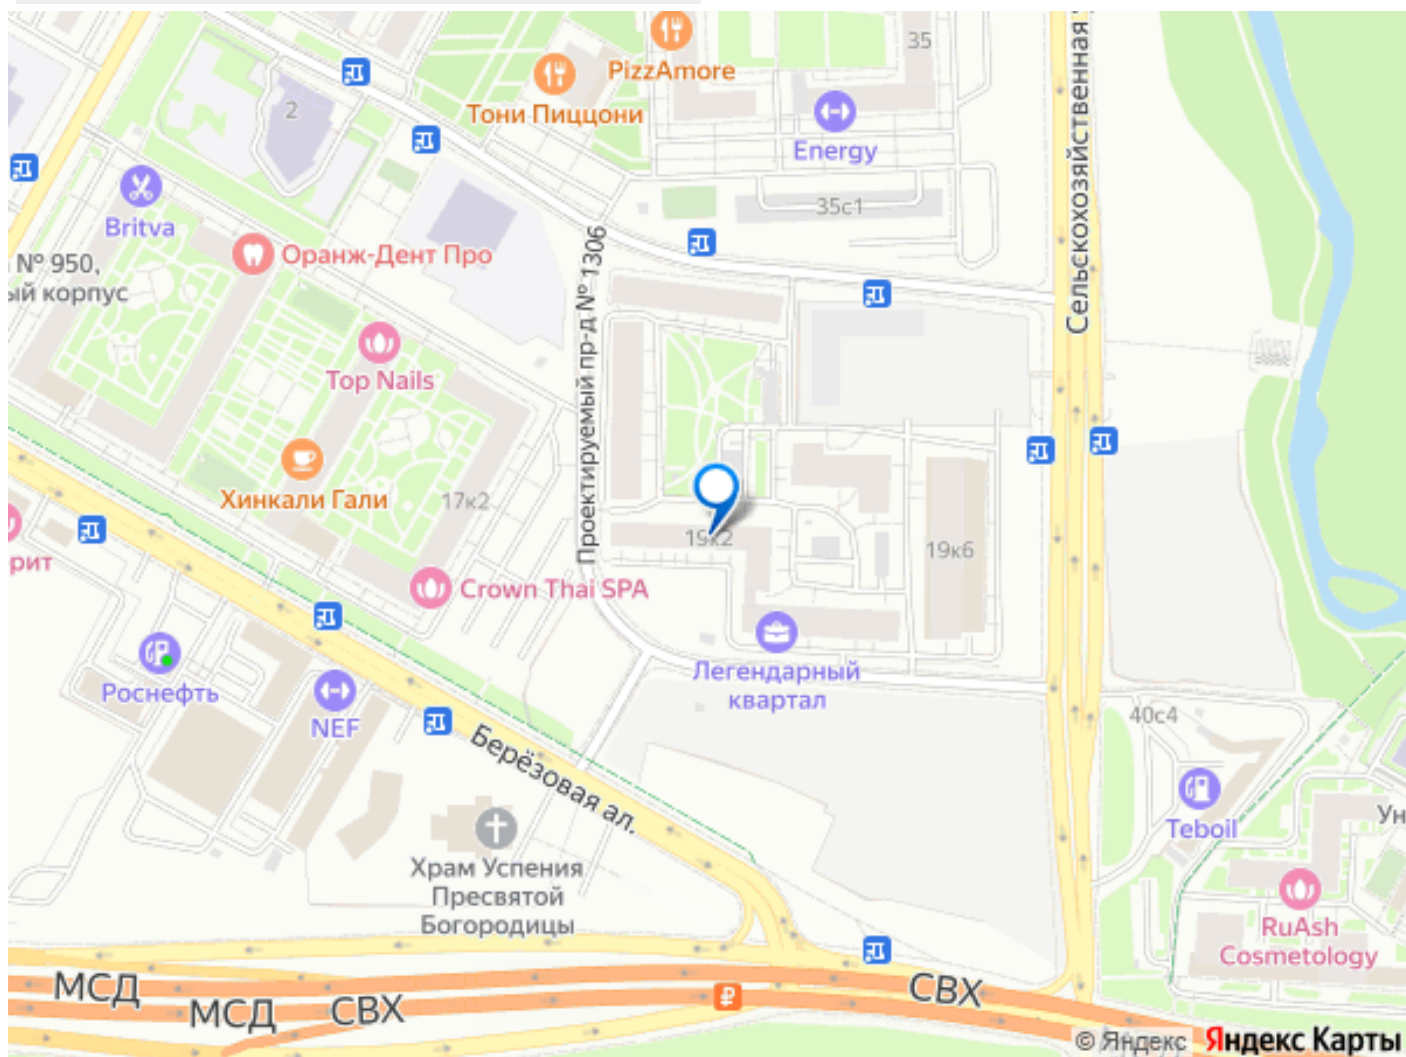 35
PizzAmore
Тони Пиццони
2
Energy
Сельскохозяйственная
35с1
Britva
№ 950,
ый корпус
Оранж-Дент Про
Проектируемый пр-д № 1306
Top Nails
Хинкали Гали
17к2
19к2
19к6
рит
Crown Thai SPA
Легендарный
квартал
Роснефть
NEF
40с4
Берёзовая ал.
Teboil
Ун
Храм Успения
Пресвятой
Богородицы
RuAsh
Cosmetology
МСД
МСД
СВХ
СВХ
© Яндекс Яндекс Карты